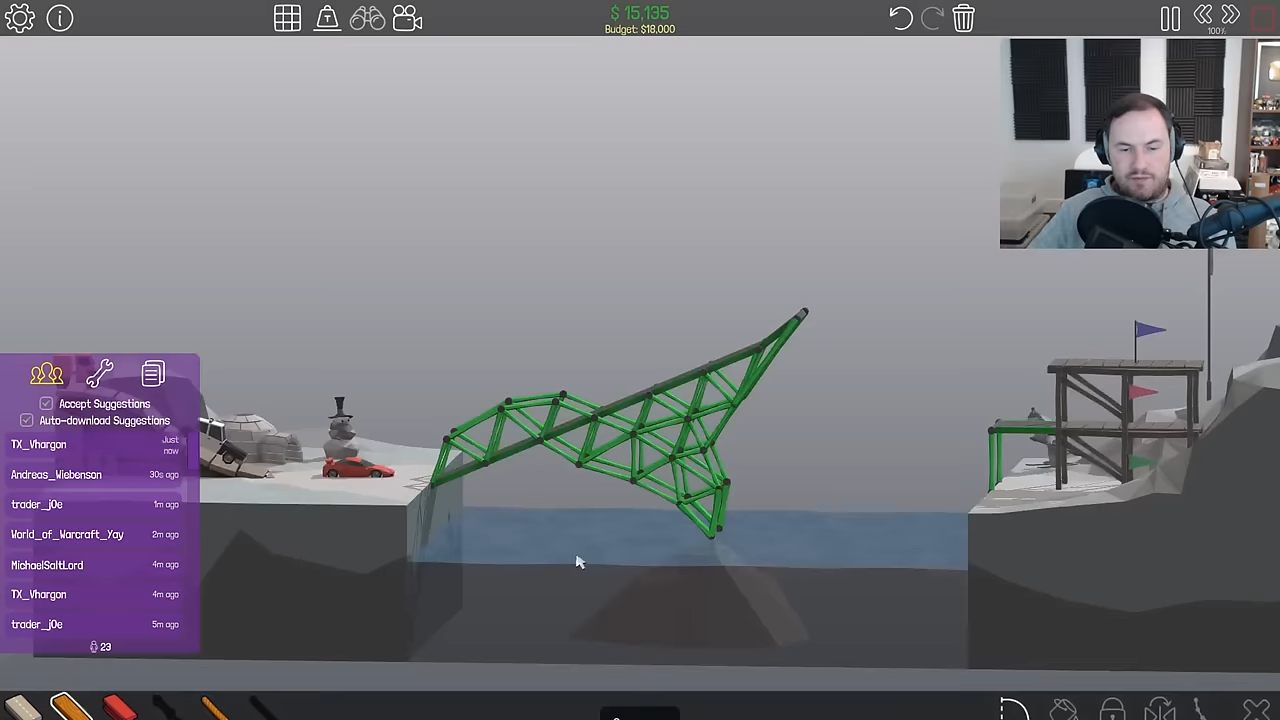 $ 15,135
Budget: $18,000
100%
Accept Suggestions
Auto-download Suggestions
TX_Vhargon Just now
Andreas_Wiebenson 30s ago
trader_j0e 1m ago
World_of_Warcraft_Yay 2m ago
MichaelSaltLord 4m ago
TX_Vhargon 4m ago
trader_j0e 5m ago
23